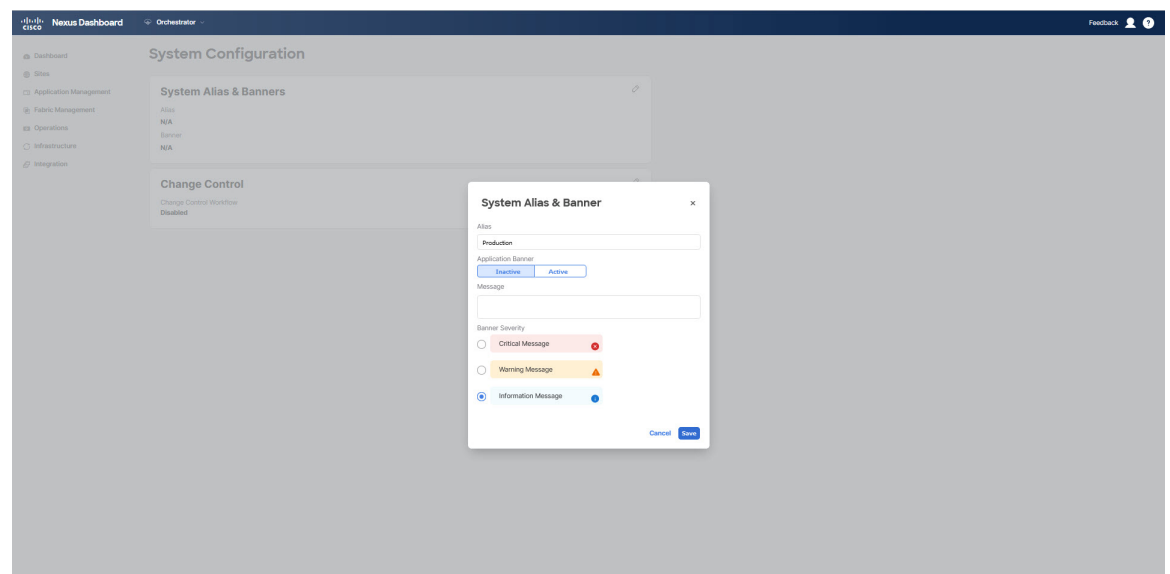 CISCO
Nexus Dashboard
Orchestrator
Feedback
Dashboard
Sites
Application Management
Fabric Management
Operations
Infrastructure
Integration
System Configuration
System Alias & Banners
Alias
N/A
Banner
N/A
Change Control
Change Control Workflow
Disabled
System Alias & Banner
Alias
Production
Application Banner
Inactive Active
Message
Banner Severity
Critical Message
Warning Message
Information Message
Cancel Save